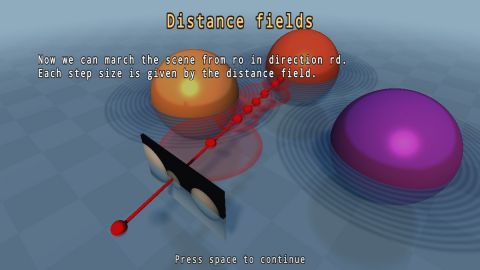 Distance fields
Now we can march the scene from ro in direction rd.
Each step size is given by the distance field.
Press space to continue